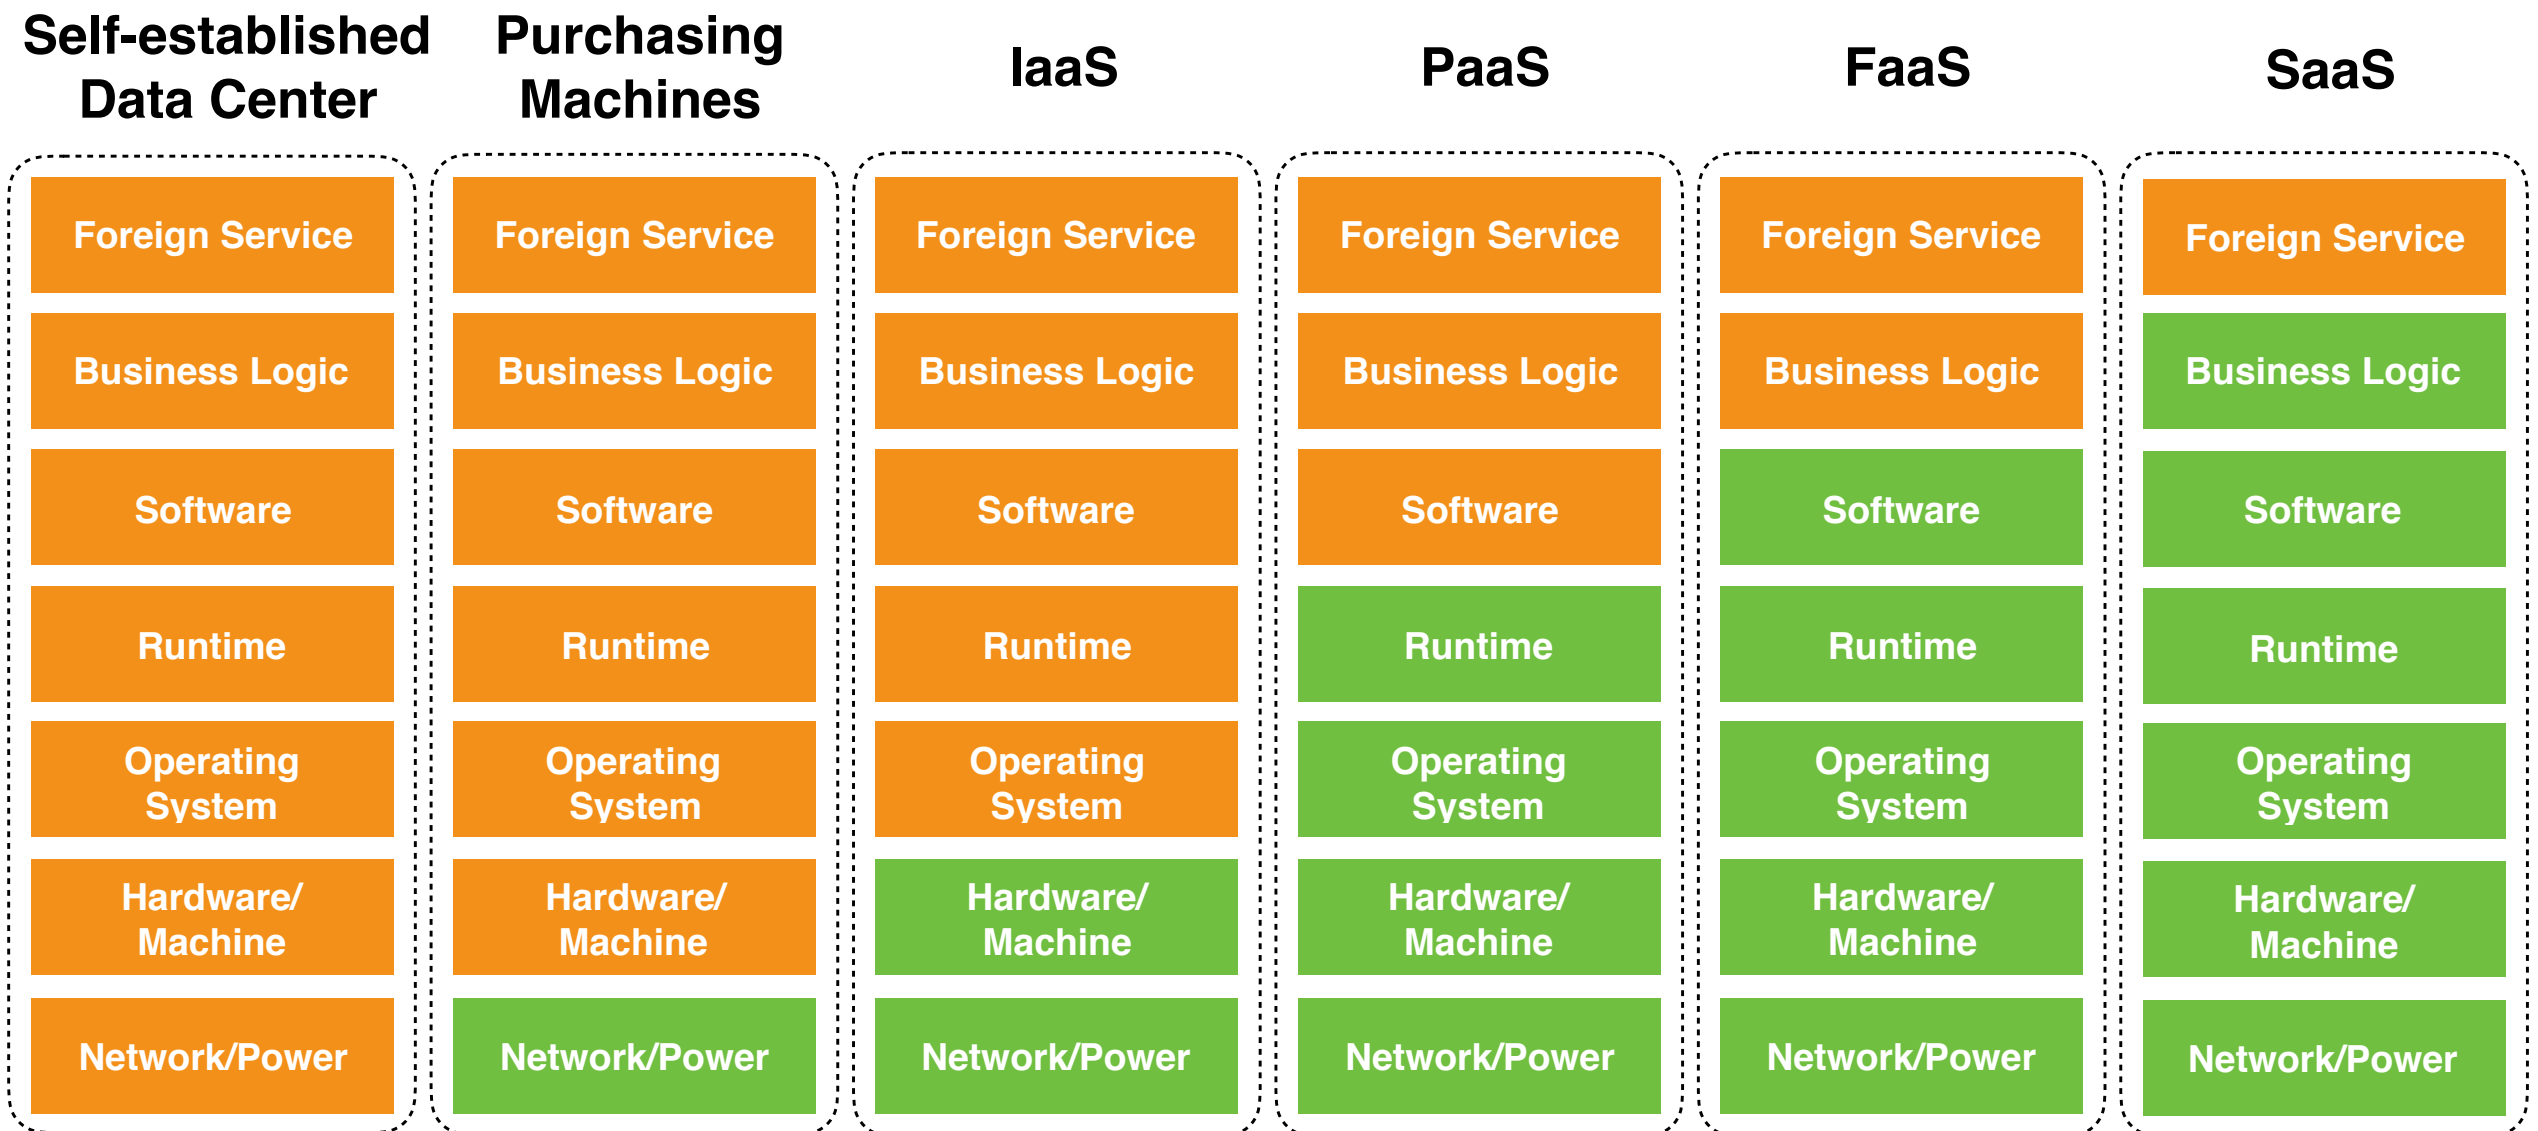 Self-established
Data Center
Purchasing
Machines
IaaS
PaaS
FaaS
SaaS
Foreign Service
Foreign Service
Foreign Service
Foreign Service
Foreign Service
Foreign Service
Business Logic
Business Logic
Business Logic
Business Logic
Business Logic
Business Logic
Software
Software
Software
Software
Software
Software
Runtime
Runtime
Runtime
Runtime
Runtime
Runtime
Operating
System
Operating
System
Operating
System
Operating
System
Operating
System
Operating
System
Hardware/
Machine
Hardware/
Machine
Hardware/
Machine
Hardware/
Machine
Hardware/
Machine
Hardware/
Machine
Network/Power
Network/Power
Network/Power
Network/Power
Network/Power
Network/Power